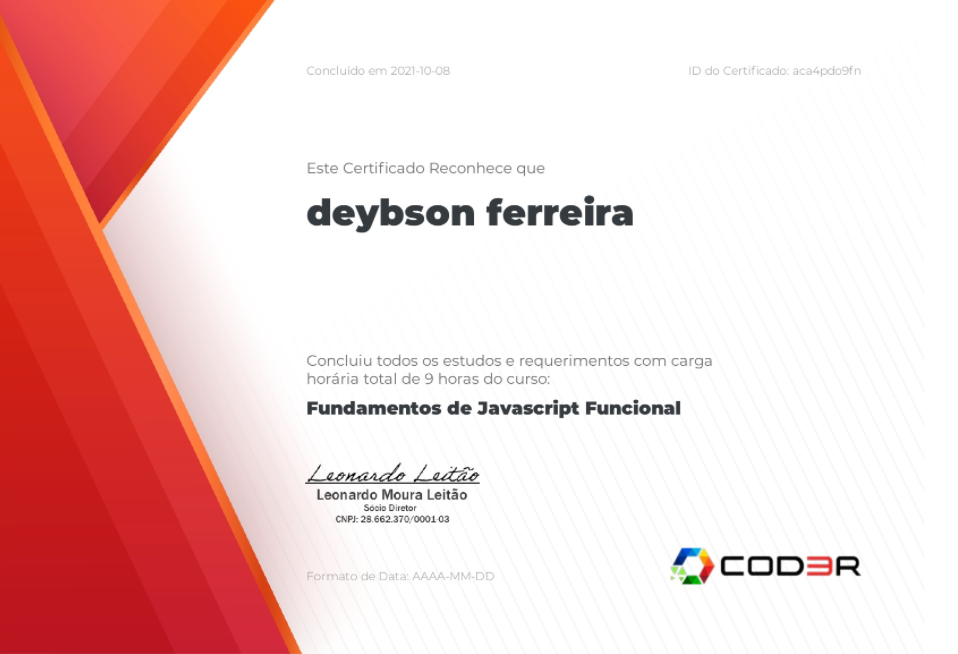 Concluído em 2021-10-08
ID do Certificado: aca4pdo9fn
Este Certificado Reconhece que
deybson ferreira
Concluiu todos os estudos e requerimentos com carga
horária total de 9 horas do curso:
Fundamentos de Javascript Funcional
Leonardo Leitão
Leonardo Moura Leitão
Sócio Diretor
CNPJ: 28.662.370/0001-03
Formato de Data: AAAA-MM-DD
COD3R